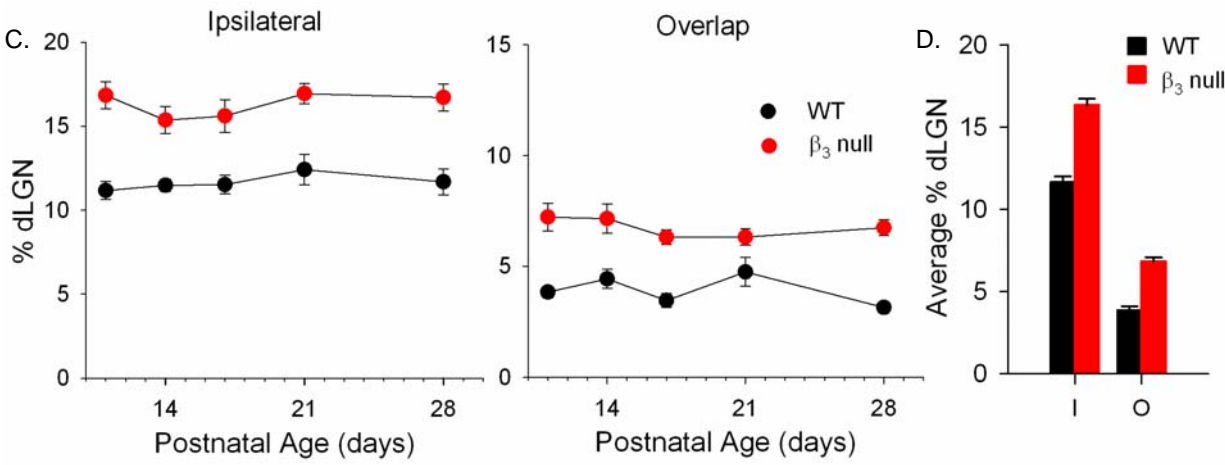 C.
Ipsilateral
% dLGN
20
15
10
5
0
14
21
28
Postnatal Age (days)
Overlap
15
10
5
0
WT
β₃ null
14
21
28
Postnatal Age (days)
D.
Average % dLGN
20
15
10
5
0
WT
β₃ null
I
O